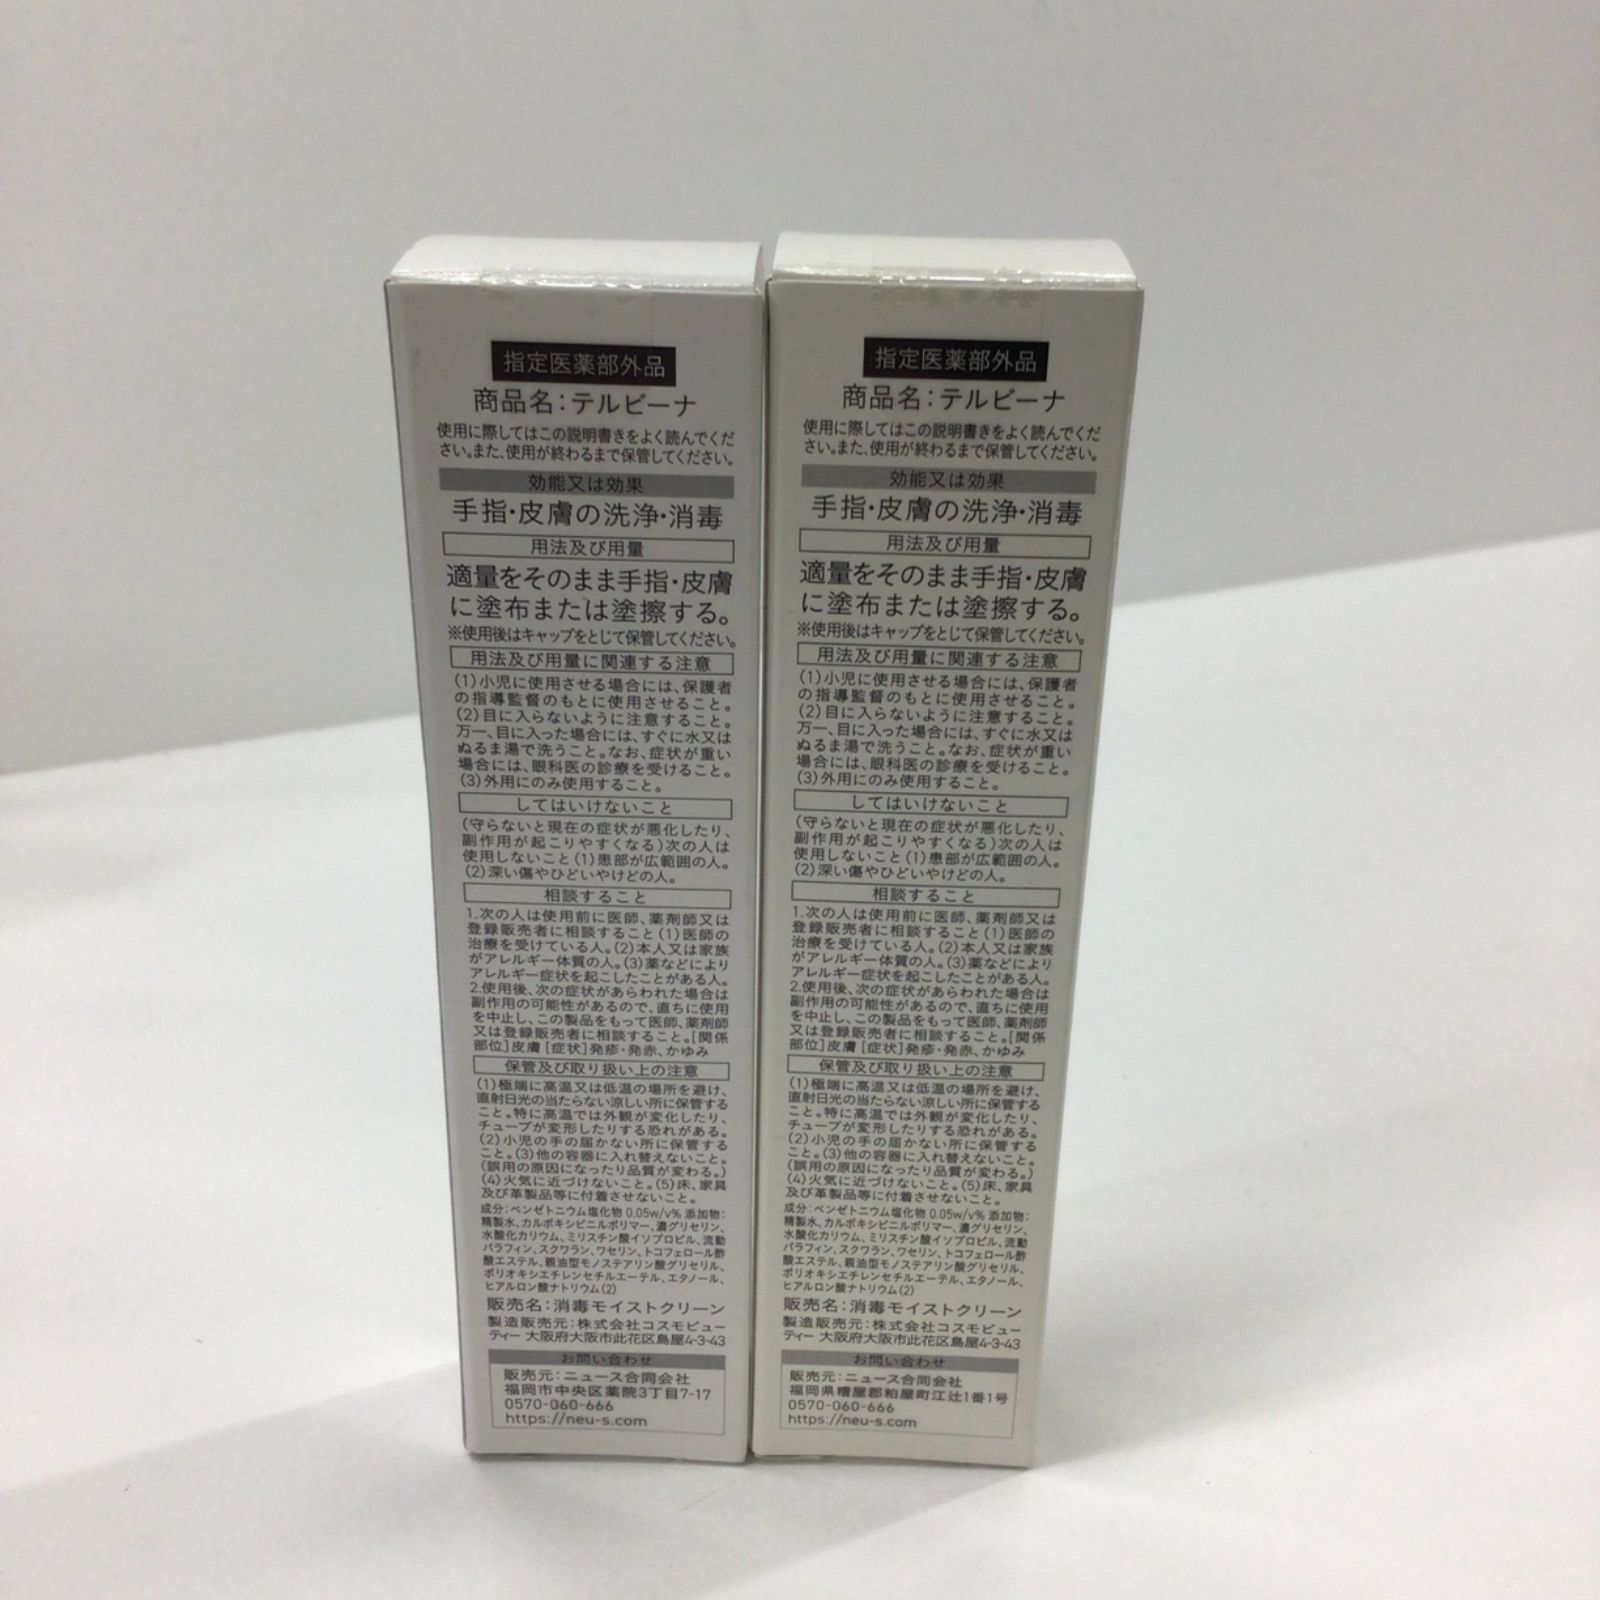 指定医薬部外品
商品名:テルビーナ
使用に際してはこの説明書きをよく読んでくだ
さい。また、使用が終わるまで保管してください。
効能又は効果
手指・皮膚の洗浄・消毒
用法及び用量
適量をそのまま手指・皮膚
に塗布または塗擦する。
※使用後はキャップをとじて保管してください。
用法及び用量に関連する注意
(1)小児に使用させる場合には、保護者
の指導監督のもとに使用させること。
(2)目に入らないように注意すること。
万一、目に入った場合には、すぐに水又は
ぬるま湯で洗うこと。なお、症状が重い
場合には、眼科医の診療を受けること。
(3)外用にのみ使用すること。
してはいけないこと
(守らないと現在の症状が悪化したり、
副作用が起こりやすくなる)次の人は
使用しないこと(1)患部が広範囲の人。
(2)深い傷やひどいやけどの人。
相談すること
1.次の人は使用前に医師、薬剤師又は
登録販売者に相談すること(1)医師の
治療を受けている人。(2)本人又は家族
がアレルギー体質の人。(3)薬などにより
アレルギー症状を起こしたことがある人。
2.使用後、次の症状があらわれた場合は
副作用の可能性があるので、直ちに使用
を中止し、この製品をもって医師、薬剤師
又は登録販売者に相談すること。[関係
部位]皮膚[症状]発疹・発赤、かゆみ
保管及び取り扱い上の注意
(1)極端に高温又は低温の場所を避け、
直射日光の当たらない涼しい所に保管する
こと。特に高温では外観が変化したり、
チューブが変形したりする恐れがある。
(2)小児の手の届かない所に保管する
こと。(3)他の容器に入れ替えないこと。
(誤用の原因になったり品質が変わる。)
(4)火気に近づけないこと。(5)床、家具
及び革製品等に付着させないこと。
成分:ベンゼトニウム塩化物 0.05w/v% 添加物:
精製水、カルボキシビニルポリマー、濃グリセリン、
水酸化カリウム、ミリスチン酸イソプロピル、流動
パラフィン、スクワラン、ワセリン、トコフェロール酢
酸エステル、親油型モノステアリン酸グリセリル、
ポリオキシエチレンセチルエーテル、エタノール、
ヒアルロン酸ナトリウム(2)
販売名:消毒モイストクリーン
製造販売元:株式会社コスモビュー
ティー 大阪府大阪市此花区島屋4-3-43
お問い合わせ
販売元:ニュース合同会社
福岡市中央区薬院3丁目7-17
0570-060-666
https://neu-s.com
指定医薬部外品
商品名:テルビーナ
使用に際してはこの説明書きをよく読んでくだ
さい。また、使用が終わるまで保管してください。
効能又は効果
手指・皮膚の洗浄・消毒
用法及び用量
適量をそのまま手指・皮膚
に塗布または塗擦する。
※使用後はキャップをとじて保管してください。
用法及び用量に関連する注意
(1)小児に使用させる場合には、保護者
の指導監督のもとに使用させること。
(2)目に入らないように注意すること。
万一、目に入った場合には、すぐに水又は
ぬるま湯で洗うこと。なお、症状が重い
場合には、眼科医の診療を受けること。
(3)外用にのみ使用すること。
してはいけないこと
(守らないと現在の症状が悪化したり、
副作用が起こりやすくなる)次の人は
使用しないこと(1)患部が広範囲の人。
(2)深い傷やひどいやけどの人。
相談すること
1.次の人は使用前に医師、薬剤師又は
登録販売者に相談すること(1)医師の
治療を受けている人。(2)本人又は家族
がアレルギー体質の人。(3)薬などにより
アレルギー症状を起こしたことがある人。
2.使用後、次の症状があらわれた場合は
副作用の可能性があるので、直ちに使用
を中止し、この製品をもって医師、薬剤師
又は登録販売者に相談すること。[関係
部位]皮膚[症状]発疹・発赤、かゆみ
保管及び取り扱い上の注意
(1)極端に高温又は低温の場所を避け、
直射日光の当たらない涼しい所に保管する
こと。特に高温では外観が変化したり、
チューブが変形したりする恐れがある。
(2)小児の手の届かない所に保管する
こと。(3)他の容器に入れ替えないこと。
(誤用の原因になったり品質が変わる。)
(4)火気に近づけないこと。(5)床、家具
及び革製品等に付着させないこと。
成分:ベンゼトニウム塩化物 0.05w/v% 添加物:
精製水、カルボキシビニルポリマー、濃グリセリン、
水酸化カリウム、ミリスチン酸イソプロピル、流動
パラフィン、スクワラン、ワセリン、トコフェロール酢
酸エステル、親油型モノステアリン酸グリセリル、
ポリオキシエチレンセチルエーテル、エタノール、
ヒアルロン酸ナトリウム(2)
販売名:消毒モイストクリーン
製造販売元:株式会社コスモビュー
ティー 大阪府大阪市此花区島屋4-3-43
お問い合わせ
販売元:ニュース合同会社
福岡県糟屋郡粕屋町江辻1番1号
0570-060-666
https://neu-s.com